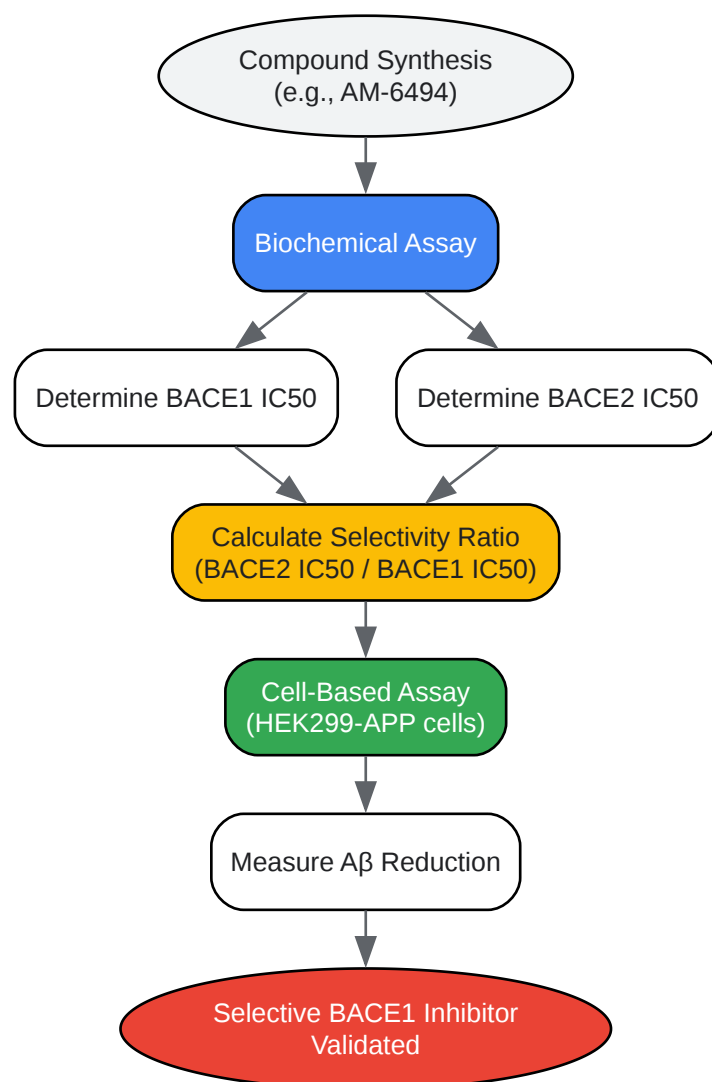 Compound Synthesis
(e.g., AM-6494)
Biochemical Assay
Determine BACE1 IC50
Determine BACE2 IC50
Calculate Selectivity Ratio
(BACE2 IC50 / BACE1 IC50)
Cell-Based Assay
(HEK299-APP cells)
Measure Aβ Reduction
Selective BACE1 Inhibitor
Validated